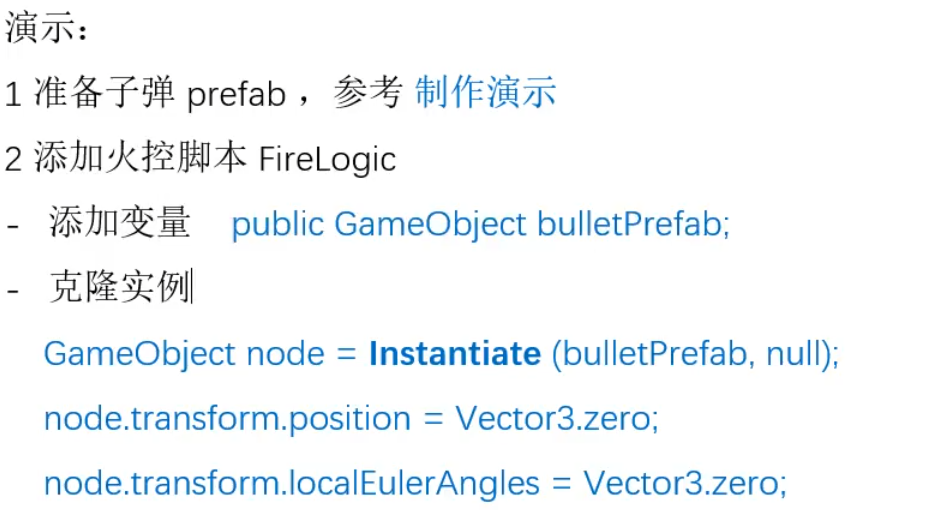 演示：
1 准备子弹 prefab ，参考 制作演示
2 添加火控脚本 FireLogic
- 添加变量 public GameObject bulletPrefab;
- 克隆实例
GameObject node = Instantiate (bulletPrefab, null);
node.transform.position = Vector3.zero;
node.transform.localEulerAngles = Vector3.zero;